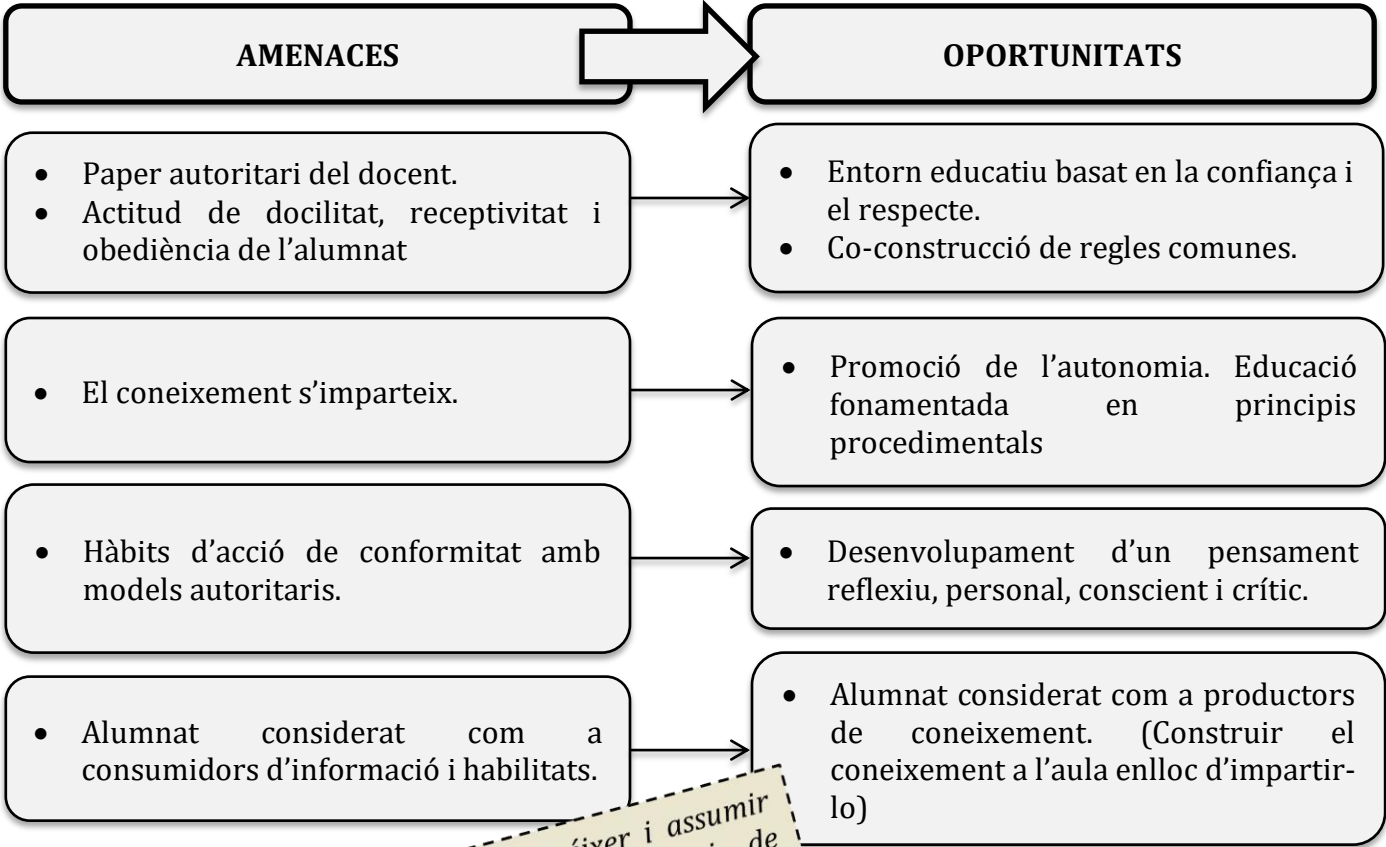 AMENACES
OPORTUNITATS
• Paper autoritari del docent.
• Actitud de docilitat, receptivitat i
obediència de l’alumnat
• Entorn educatiu basat en la confiança i
el respecte.
• Co-construcció de regles comunes.
• El coneixement s’imparteix.
• Promoció de l’autonomia. Educació
fonamentada en principis
procedimentals
• Hàbits d’acció de conformitat amb
models autoritaris.
• Desenvolupament d’un pensament
reflexiu, personal, conscient i crític.
• Alumnat considerat com a
consumidors d’informació i habilitats.
• Alumnat considerat com a productors
de coneixement. (Construir el
coneixement a l’aula enlloc d’impartir-
lo)
i assumir
de